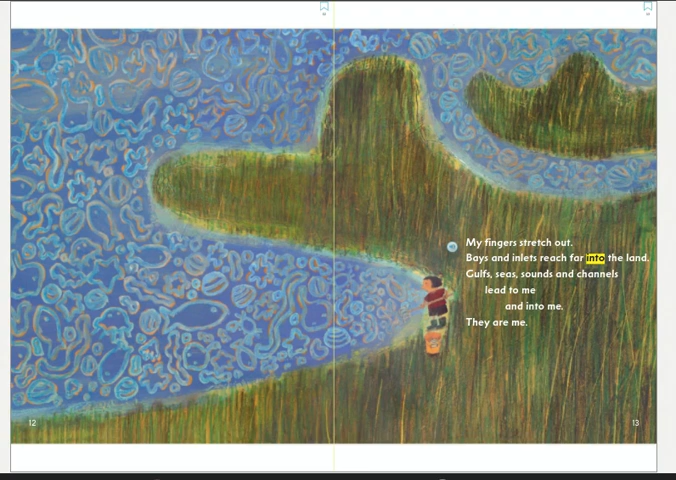 My fingers stretch out.
Bays and inlets reach far into the land.
Gulfs, seas, sounds and channels
lead to me
and into me.
They are me.
12
13